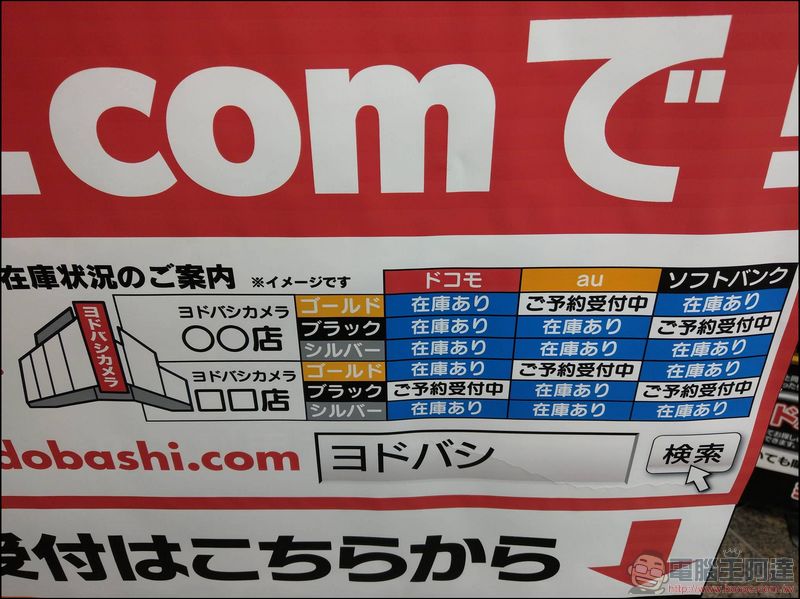 .comで!
在庫状況のご案内 ※イメージです
ドコモ au ソフトバンク
ヨドバシカメラ
○○店
ゴールド 在庫あり ご予約受付中 在庫あり
ブラック 在庫あり 在庫あり ご予約受付中
シルバー 在庫あり 在庫あり 在庫あり
ヨドバシカメラ
□□店
ゴールド 在庫あり ご予約受付中 在庫あり
ブラック ご予約受付中 在庫あり ご予約受付中
シルバー 在庫あり 在庫あり 在庫あり
ヨドバシカメラ
dobashi.com ヨドバシ 検索
受付はこちらから
電腦王阿達
http://www.kocpc.com.tw